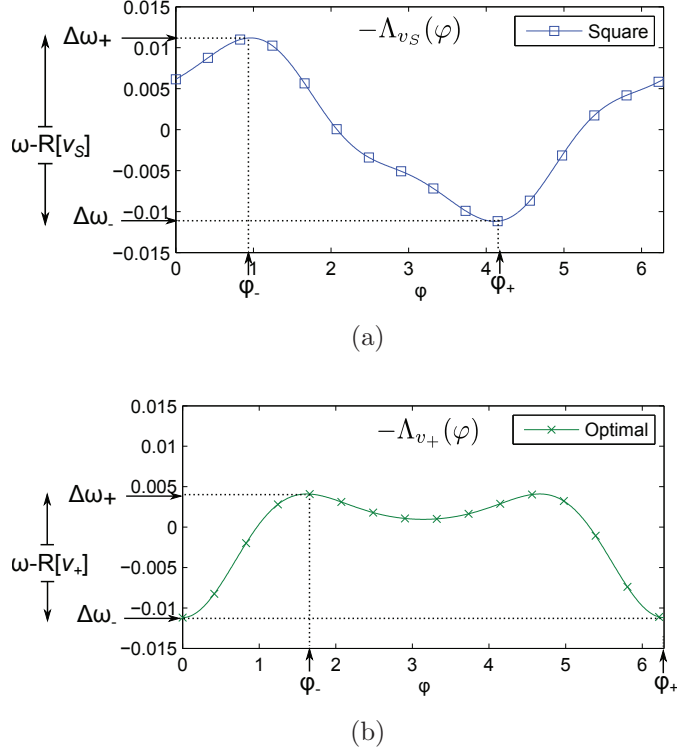 0.015
Δω+
0.01
0.005
0
ω-R[v_S]
−0.005
−0.01
Δω-
−0.015
−Λ_{v_S}(φ)
Square
0 1 2 3 4 5 6
φ- φ φ+
(a)
0.015
0.01
Δω+
0.005
0
ω-R[v_+]
−0.005
−0.01
Δω-
−0.015
−Λ_{v_+}(φ)
Optimal
0 1 2 3 4 5 6
φ- φ φ+
(b)